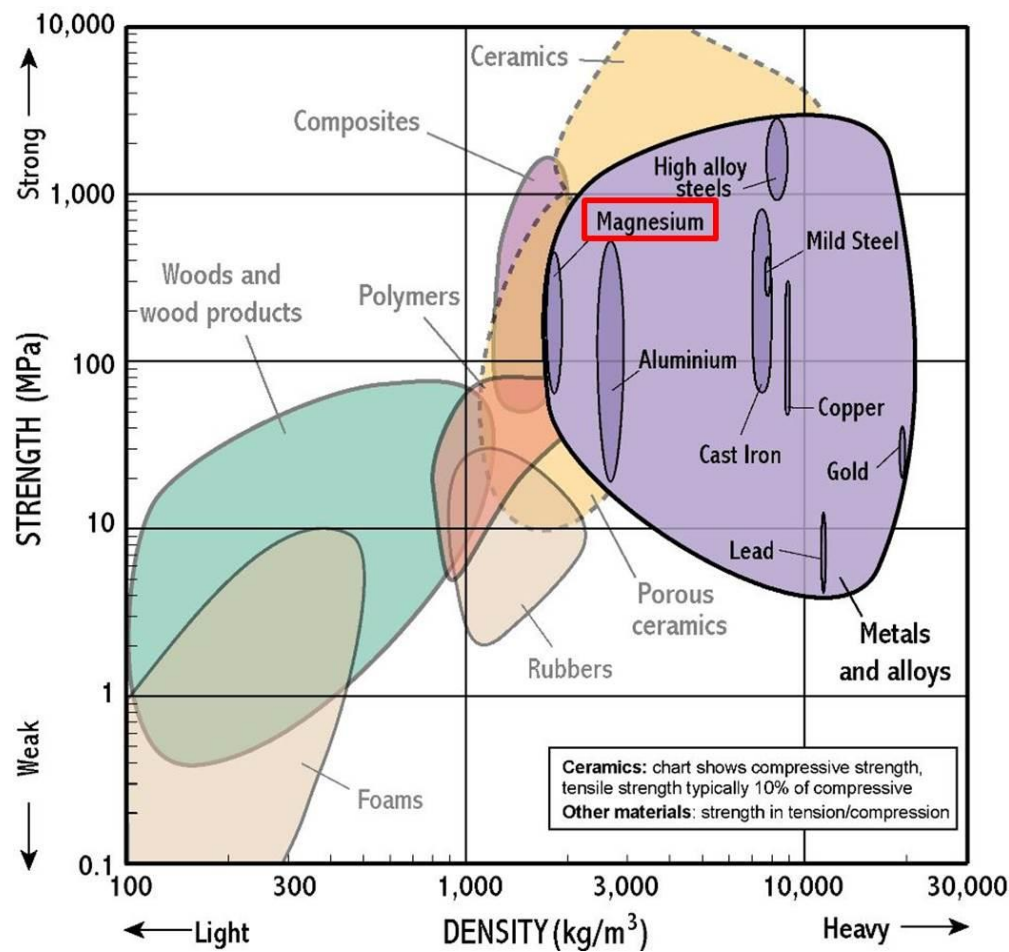 10,000
1,000
100
10
1
0.1
Strong
STRENGTH (MPa)
Weak
Ceramics
Composites
High alloy
steels
Magnesium
Mild Steel
Woods and
wood products
Polymers
Aluminium
Copper
Cast Iron
Gold
Lead
Porous
ceramics
Rubbers
Metals
and alloys
Foams
Ceramics: chart shows compressive strength,
tensile strength typically 10% of compressive
Other materials: strength in tension/compression
100
300
1,000
3,000
10,000
30,000
Light
DENSITY (kg/m³)
Heavy